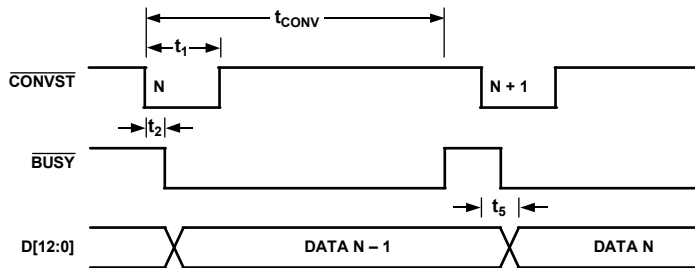 tCONV
t1
CONVST
N
N + 1
t2
BUSY
t5
D[12:0]
DATA N – 1
DATA N